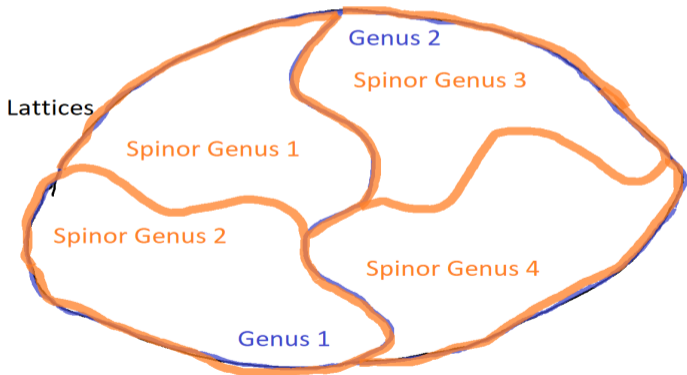 Genus 2
Spinor Genus 3
Lattices
Spinor Genus 1
Spinor Genus 2
Spinor Genus 4
Genus 1